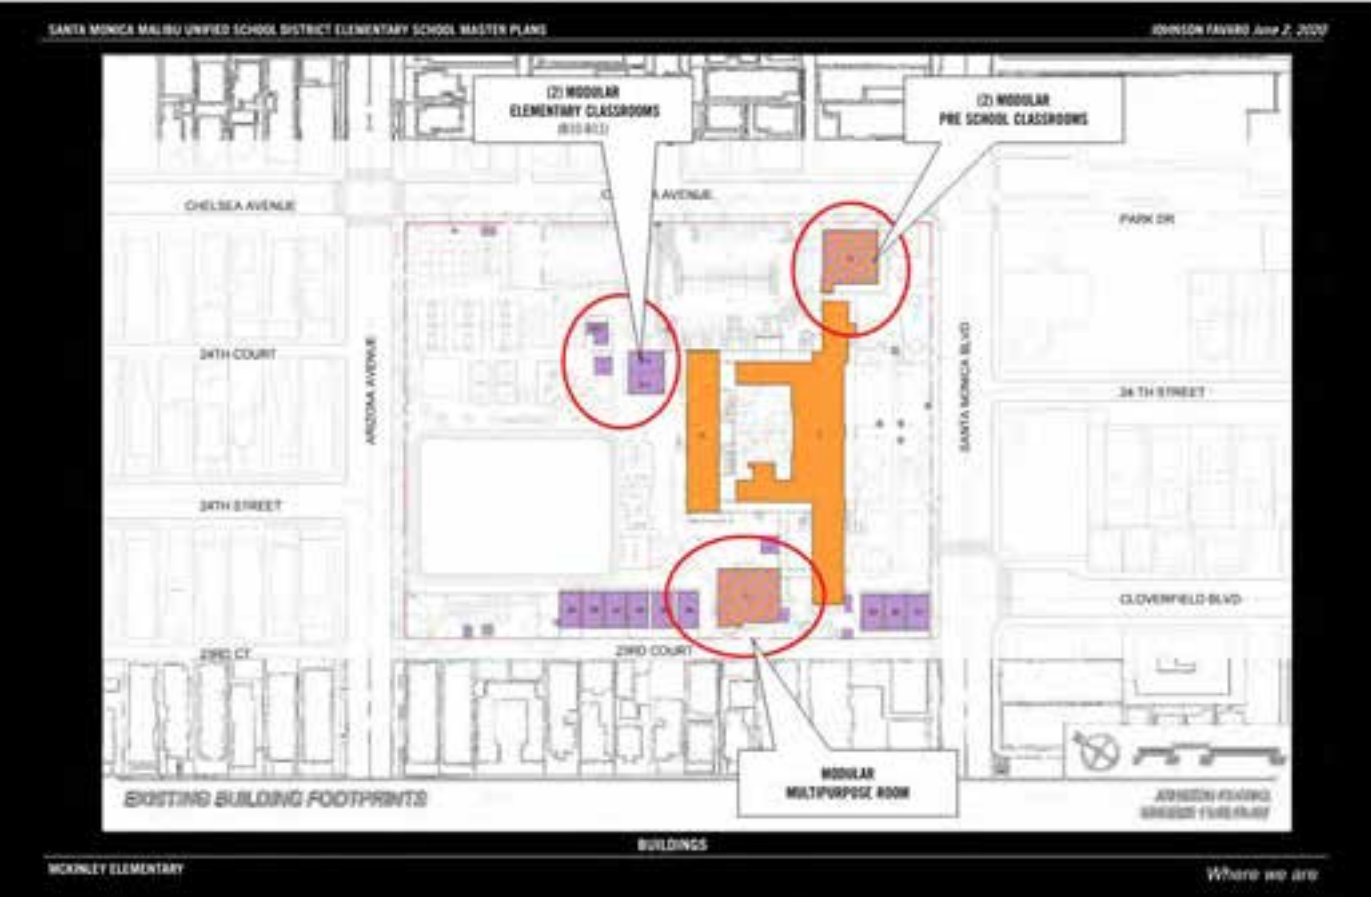 SANTA MONICA MALIBU UNIFIED SCHOOL DISTRICT ELEMENTARY SCHOOL MASTER PLANS
JOHNSON FAVARO June 2, 2020
(2) MODULAR
ELEMENTARY CLASSROOMS
(2) MODULAR
PRE SCHOOL CLASSROOMS
CHELSEA AVENUE
AVENUE
PARK DR
24TH COURT
ARIZONA AVENUE
SANTA MONICA BLVD
24 TH STREET
24TH STREET
CLOVERFIELD BLVD
23RD CT
23RD COURT
MODULAR
MULTIPURPOSE ROOM
EXISTING BUILDING FOOTPRINTS
JOHNSON FAVARO
BUILDINGS
MCKINLEY ELEMENTARY
Where we are